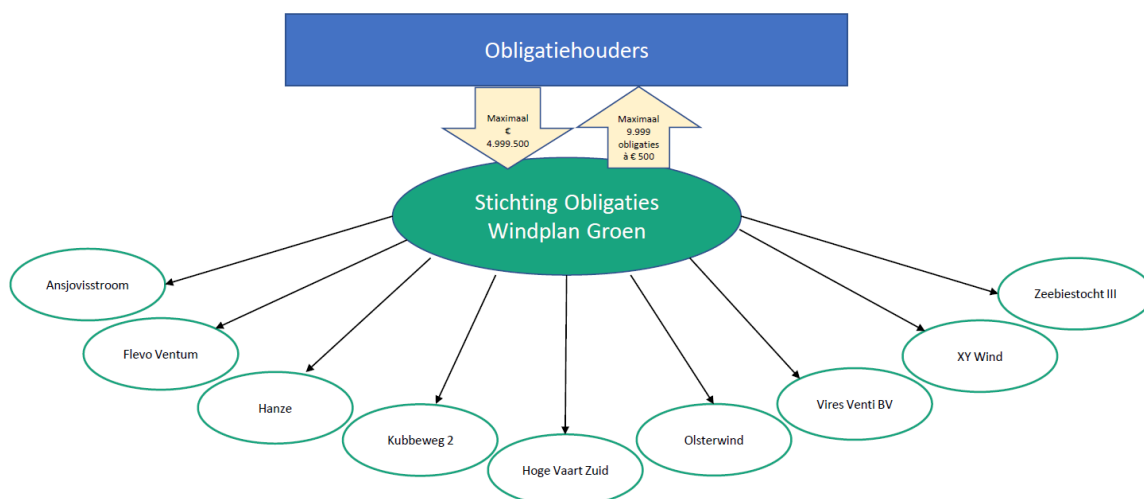 Obligatiehouders
Maximaal
€
4.999.500
Maximaal
9.999
obligaties
à € 500
Stichting Obligaties
Windplan Groen
Ansjovisstroom
Flevo Ventum
Hanze
Kubbeweg 2
Hoge Vaart Zuid
Olsterwind
Vires Venti BV
XY Wind
Zeebiestocht III